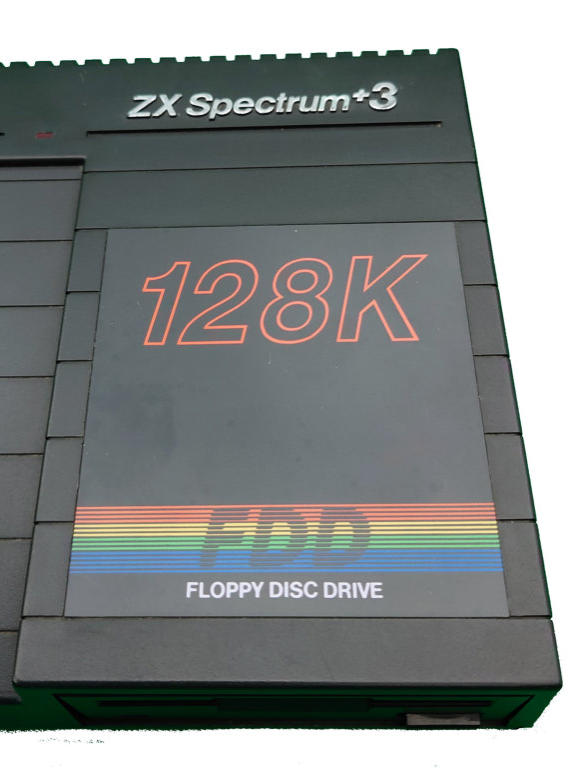 ZX Spectrum+3
128K
FDD
FLOPPY DISC DRIVE